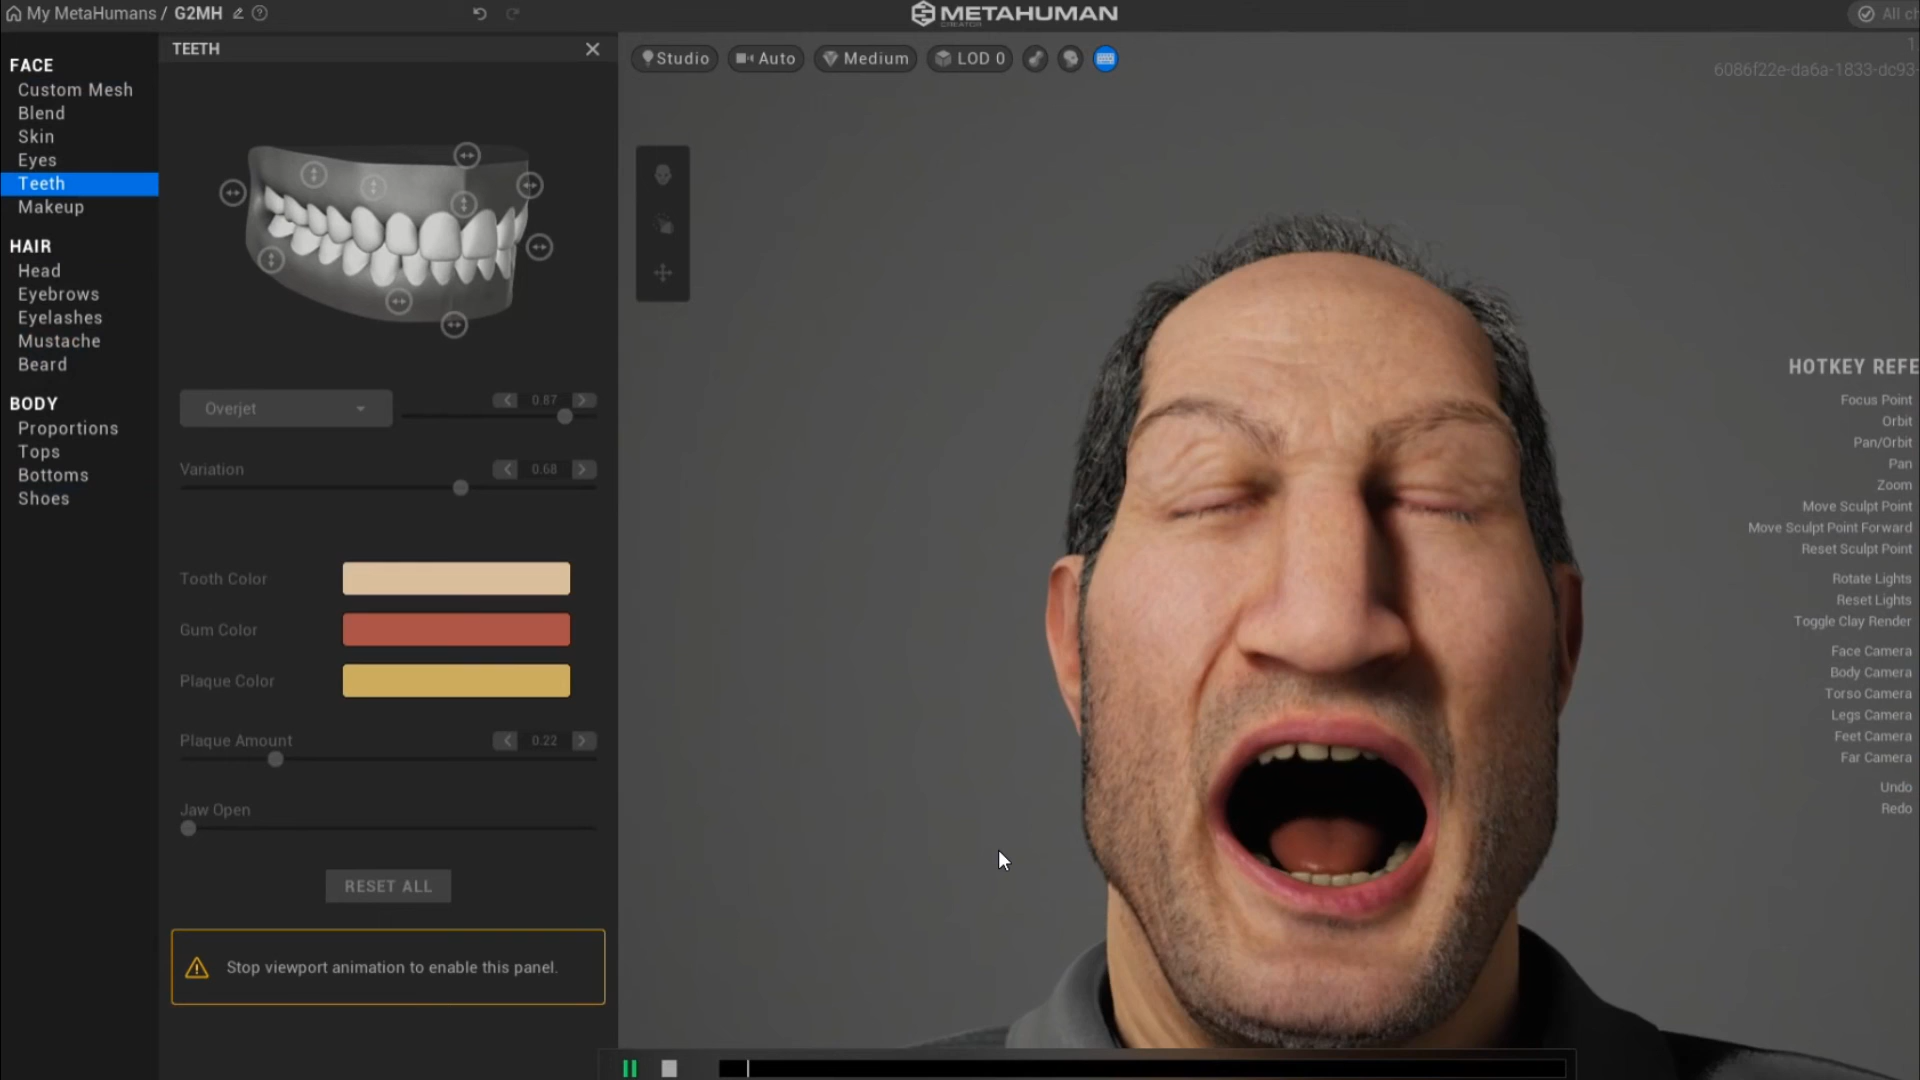 My MetaHumans / G2MH
METAHUMAN
CREATOR
All ch
FACE
Custom Mesh
Blend
Skin
Eyes
Teeth
Makeup
HAIR
Head
Eyebrows
Eyelashes
Mustache
Beard
BODY
Proportions
Tops
Bottoms
Shoes
TEETH
Overjet
0.87
Variation
0.68
Tooth Color
Gum Color
Plaque Color
Plaque Amount
0.22
Jaw Open
RESET ALL
Stop viewport animation to enable this panel.
Studio
Auto
Medium
LOD 0
1
6086f22e-da6a-1833-dc93-
HOTKEY REFE
Focus Point
Orbit
Pan/Orbit
Pan
Zoom
Move Sculpt Point
Move Sculpt Point Forward
Reset Sculpt Point
Rotate Lights
Reset Lights
Toggle Clay Render
Face Camera
Body Camera
Torso Camera
Legs Camera
Feet Camera
Far Camera
Undo
Redo